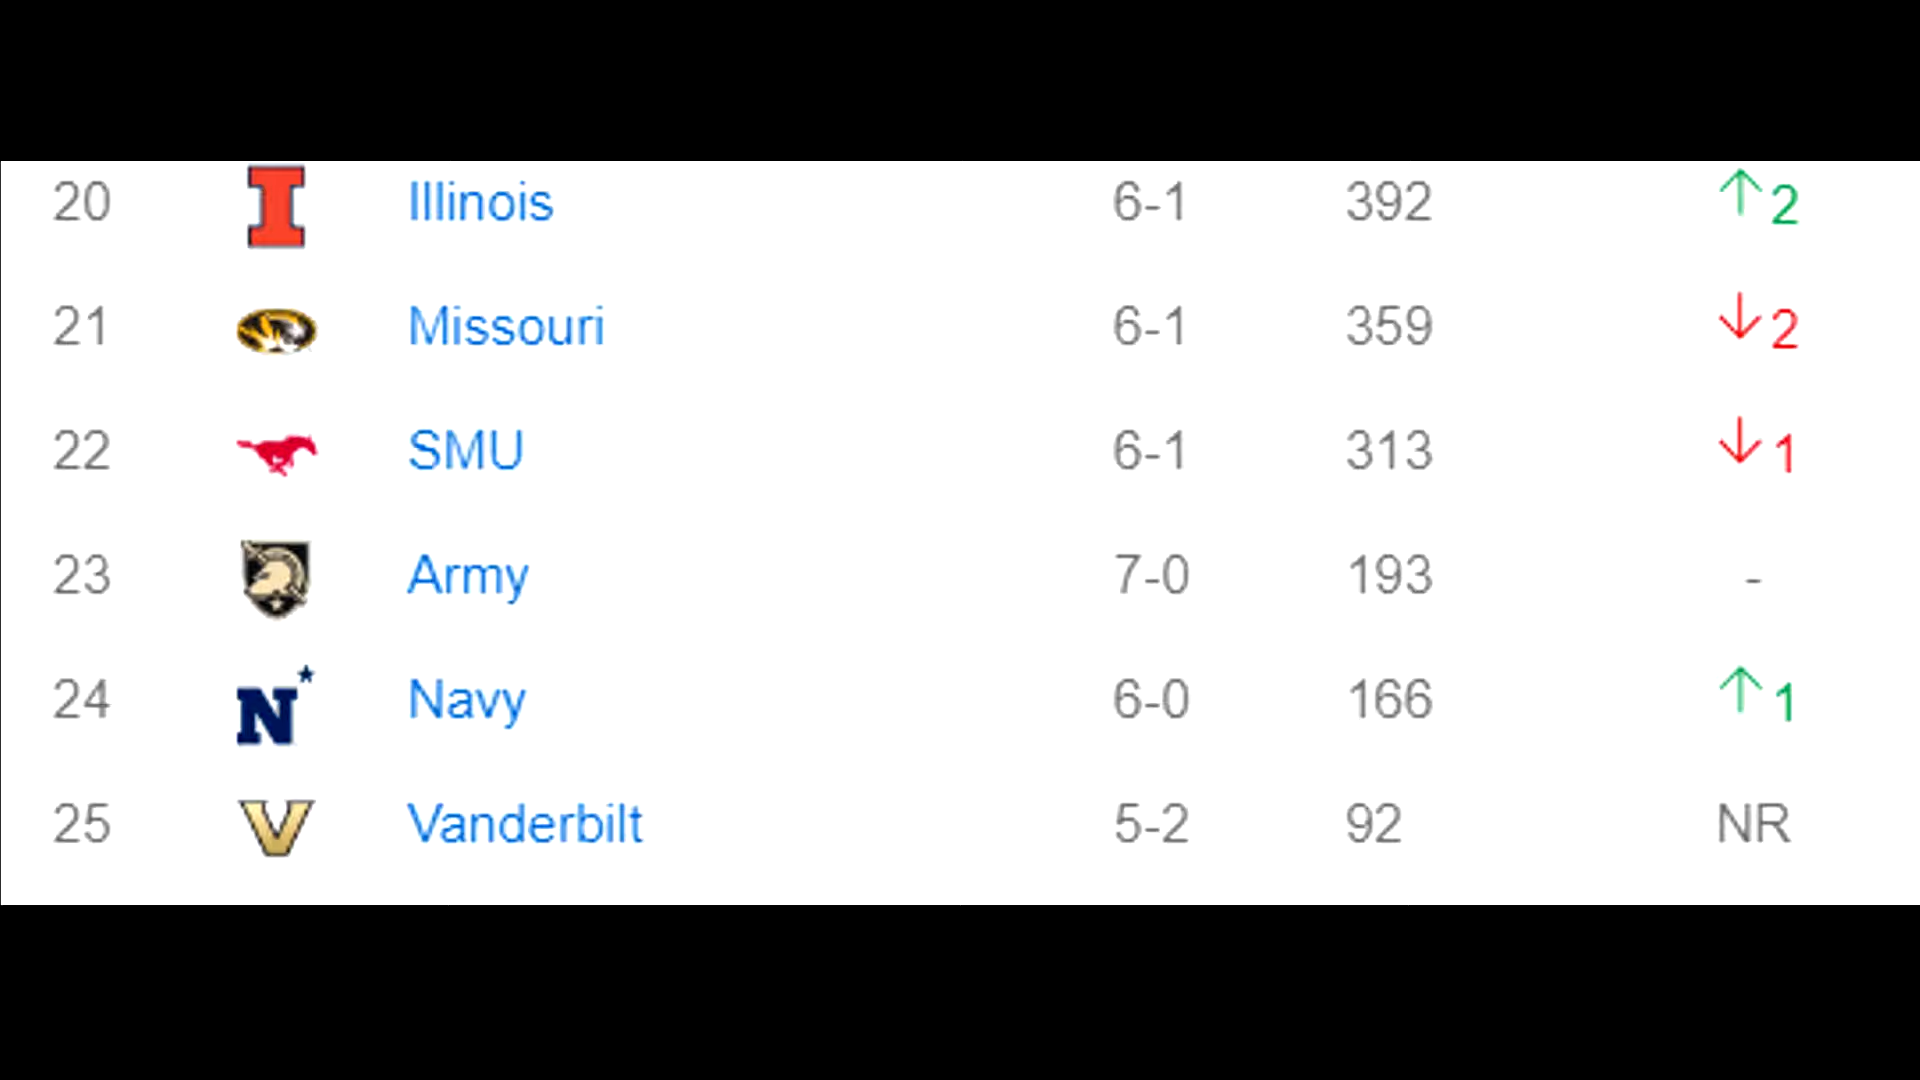 20 I Illinois 6-1 392 ↑2
21 Missouri 6-1 359 ↓2
22 SMU 6-1 313 ↓1
23 Army 7-0 193 -
24 N Navy 6-0 166 ↑1
25 V Vanderbilt 5-2 92 NR